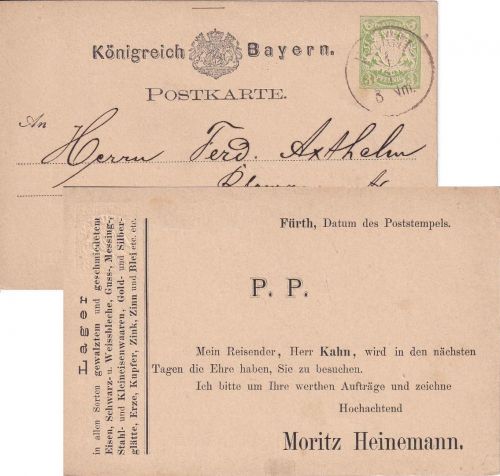 Königreich Bayern.
POSTKARTE.
An
Herrn Ferd. Axthelm
Fürth, Datum des Poststempels.
P. P.
Mein Reisender, Herr Kahn, wird in den nächsten
Tagen die Ehre haben, Sie zu besuchen.
Ich bitte um Ihre werthen Aufträge und zeichne
Hochachtend
Moritz Heinemann.
Lager
in allen Sorten gewalztem und geschmiedetem
Eisen, Schwarz- u. Weissbleche, Guss-, Messing-,
Stahl- und Kleineisenwaaren, Gold- und Silber-
glätte, Erze, Kupfer, Zink, Zinn und Blei etc. etc.